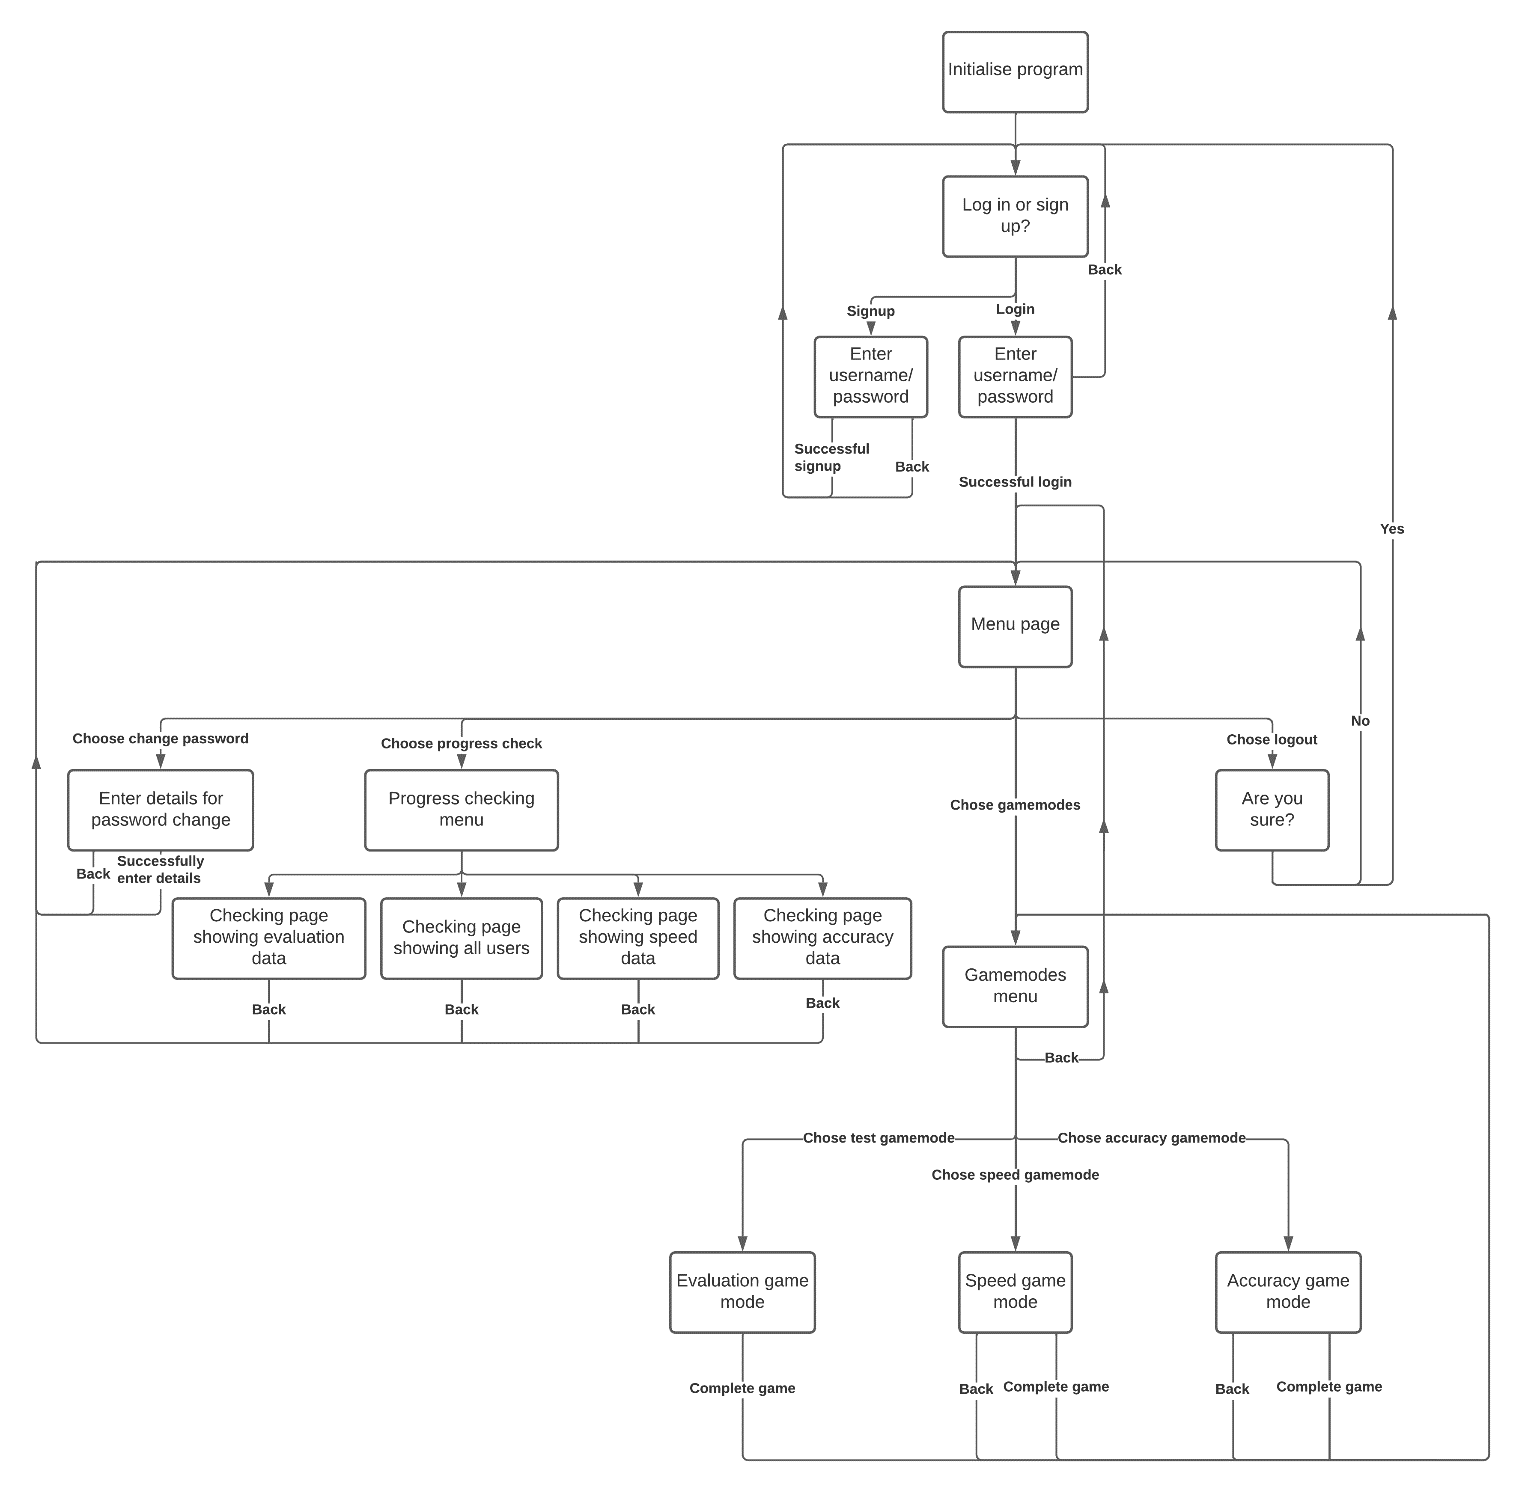 Initialise program
Log in or sign
up?
Back
Signup
Login
Enter
username/
password
Enter
username/
password
Successful
signup
Back
Successful login
Yes
Menu page
No
Choose change password
Choose progress check
Chose logout
Enter details for
password change
Progress checking
menu
Chose gamemodes
Are you
sure?
Back
Successfully
enter details
Checking page
showing evaluation
data
Checking page
showing all users
Checking page
showing speed
data
Checking page
showing accuracy
data
Gamemodes
menu
Back
Back
Back
Back
Back
Chose test gamemode
Chose accuracy gamemode
Chose speed gamemode
Evaluation game
mode
Speed game
mode
Accuracy game
mode
Complete game
Back
Complete game
Back
Complete game